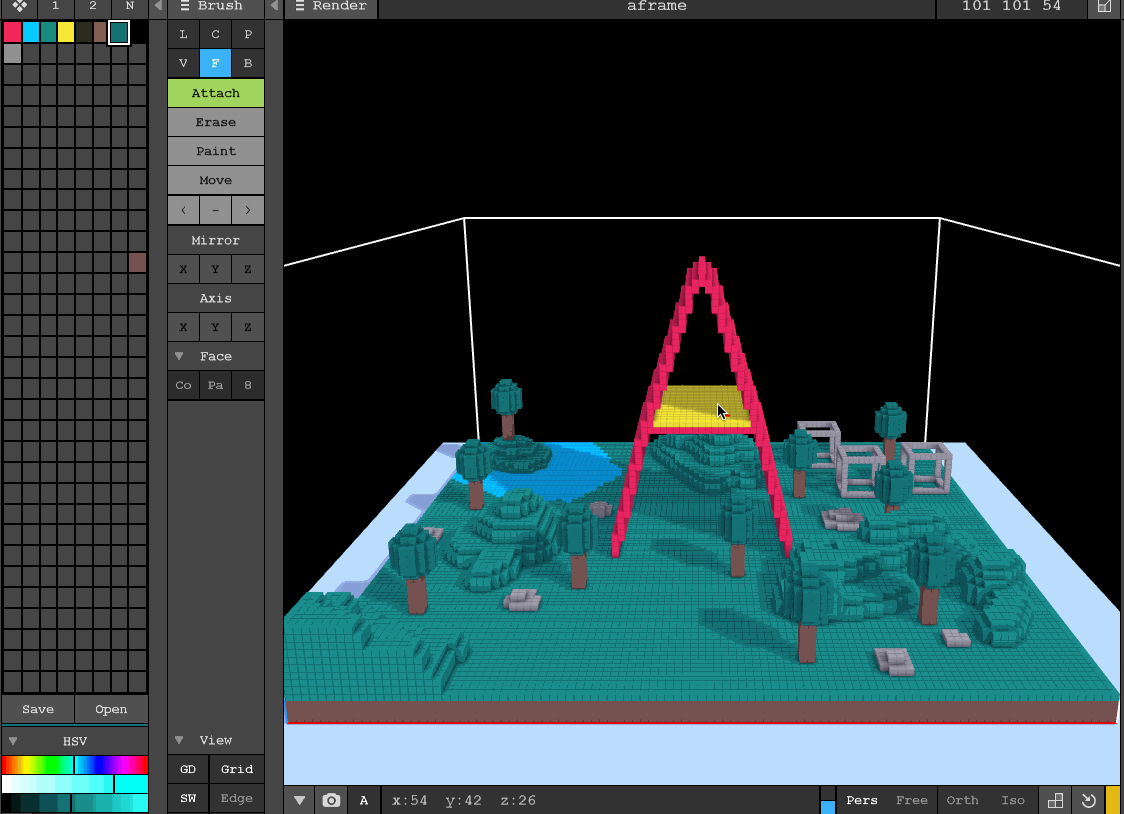 1 2 N Brush Render aframe 101 101 54
L C P
V F B
Attach
Erase
Paint
Move
< - >
Mirror
X Y Z
Axis
X Y Z
Face
Co Pa 8
Save Open
HSV
View
GD Grid
SW Edge
A x:54 y:42 z:26 Pers Free Orth Iso